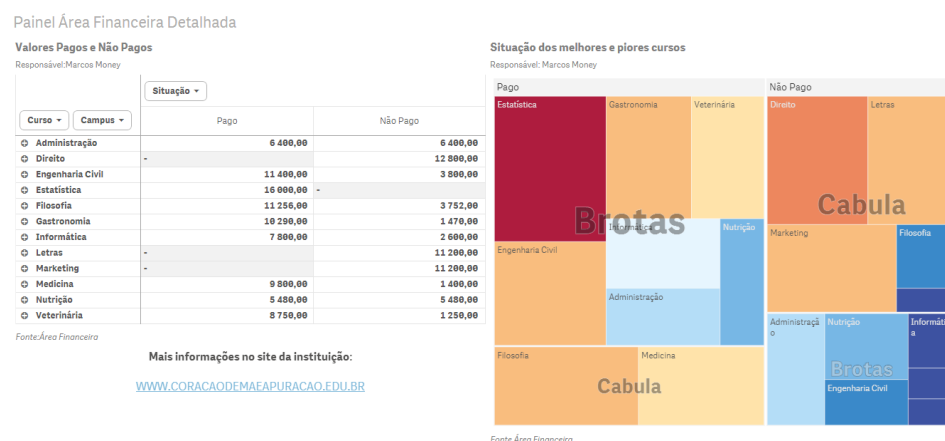 Painel Área Financeira Detalhada
Valores Pagos e Não Pagos
Responsável:Marcos Money
Situação
Curso Campus Pago Não Pago
Administração 6 400,00 6 400,00
Direito - 12 800,00
Engenharia Civil 11 400,00 3 800,00
Estatística 16 000,00 -
Filosofia 11 256,00 3 752,00
Gastronomia 10 290,00 1 470,00
Informática 7 800,00 2 600,00
Letras - 11 200,00
Marketing - 11 200,00
Medicina 9 800,00 1 400,00
Nutrição 5 480,00 5 480,00
Veterinária 8 750,00 1 250,00
Fonte:Área Financeira
Mais informações no site da instituição:
WWW.CORACAODEMAEAPURACAO.EDU.BR
Situação dos melhores e piores cursos
Responsável: Marcos Money
Pago
Estatística
Gastronomia
Veterinária
Brotas
Informática
Nutrição
Engenharia Civil
Administração
Filosofia
Medicina
Cabula
Não Pago
Direito
Letras
Cabula
Marketing
Filosofia
Administraçã
o
Nutrição
Informáti
a
Brotas
Engenharia Civil
Fonte Área Financeira